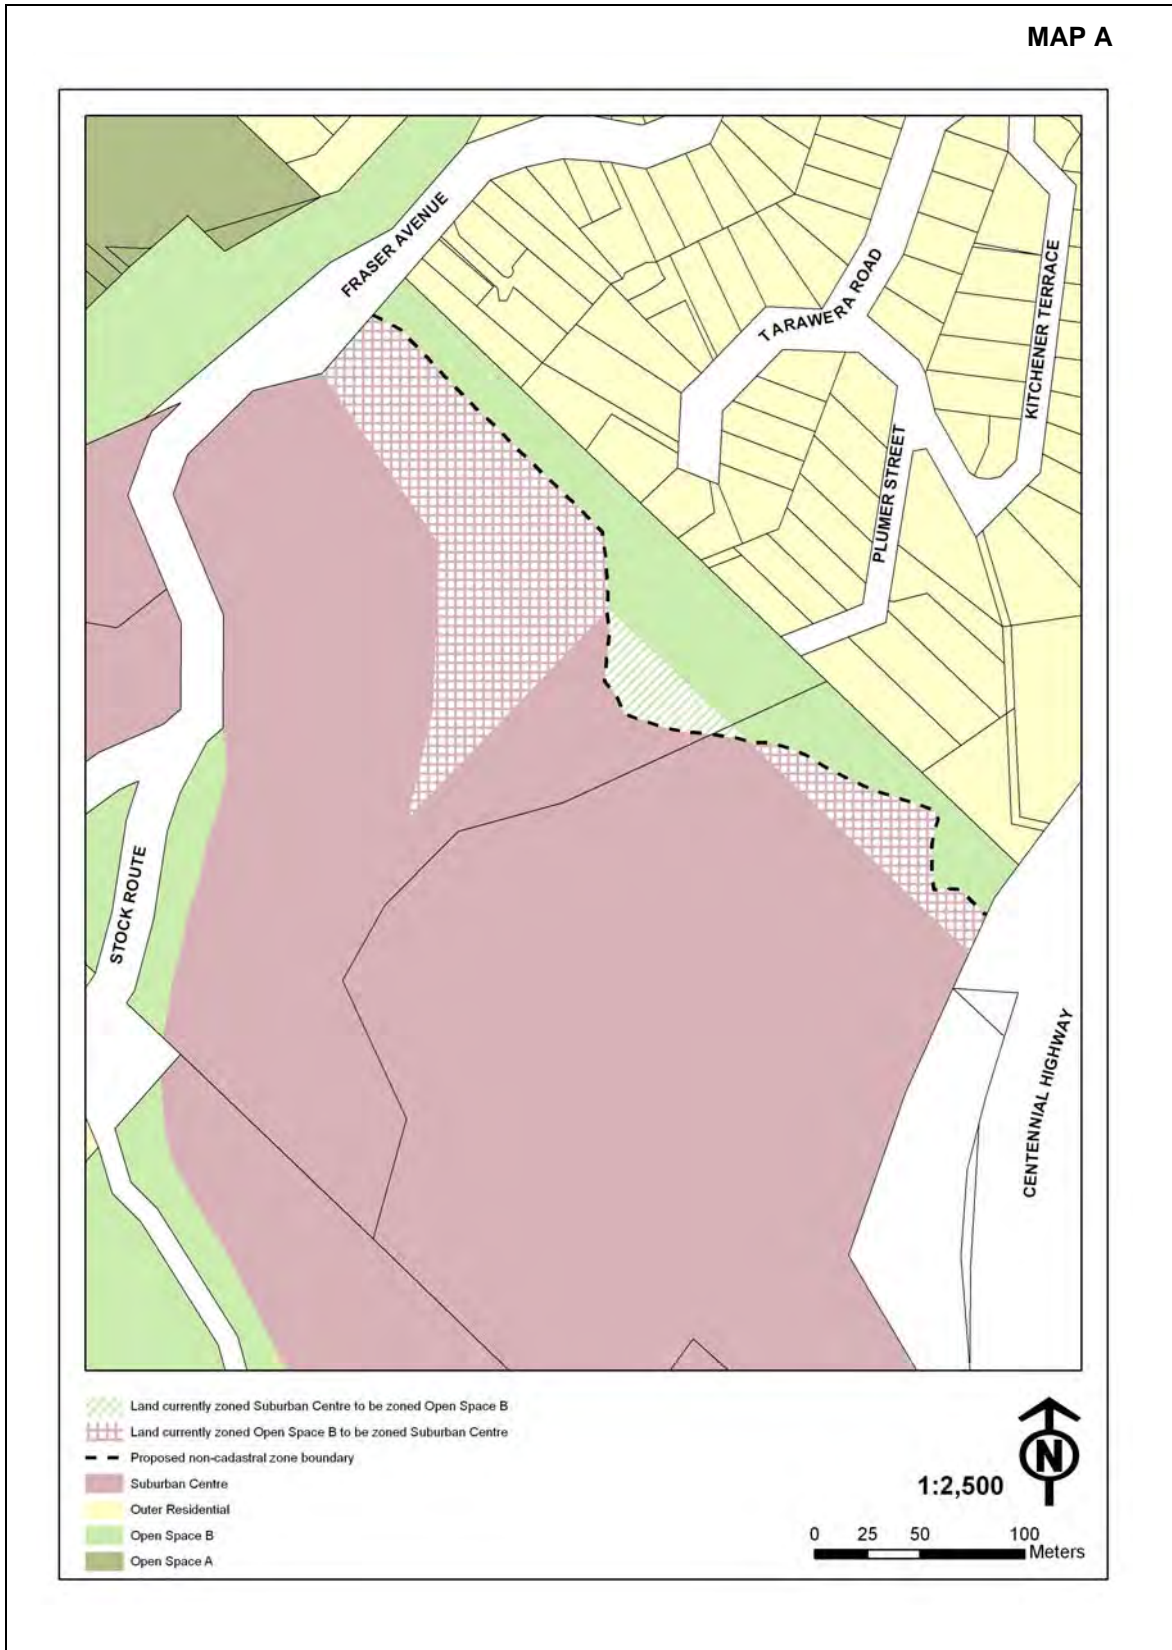 MAP A
FRASER AVENUE
TARAWERA ROAD
KITCHENER TERRACE
PLUMER STREET
STOCK ROUTE
CENTENNIAL HIGHWAY
Land currently zoned Suburban Centre to be zoned Open Space B
Land currently zoned Open Space B to be zoned Suburban Centre
Proposed non-cadastral zone boundary
Suburban Centre
Outer Residential
Open Space B
Open Space A
N
1:2,500
0 25 50 100
Meters